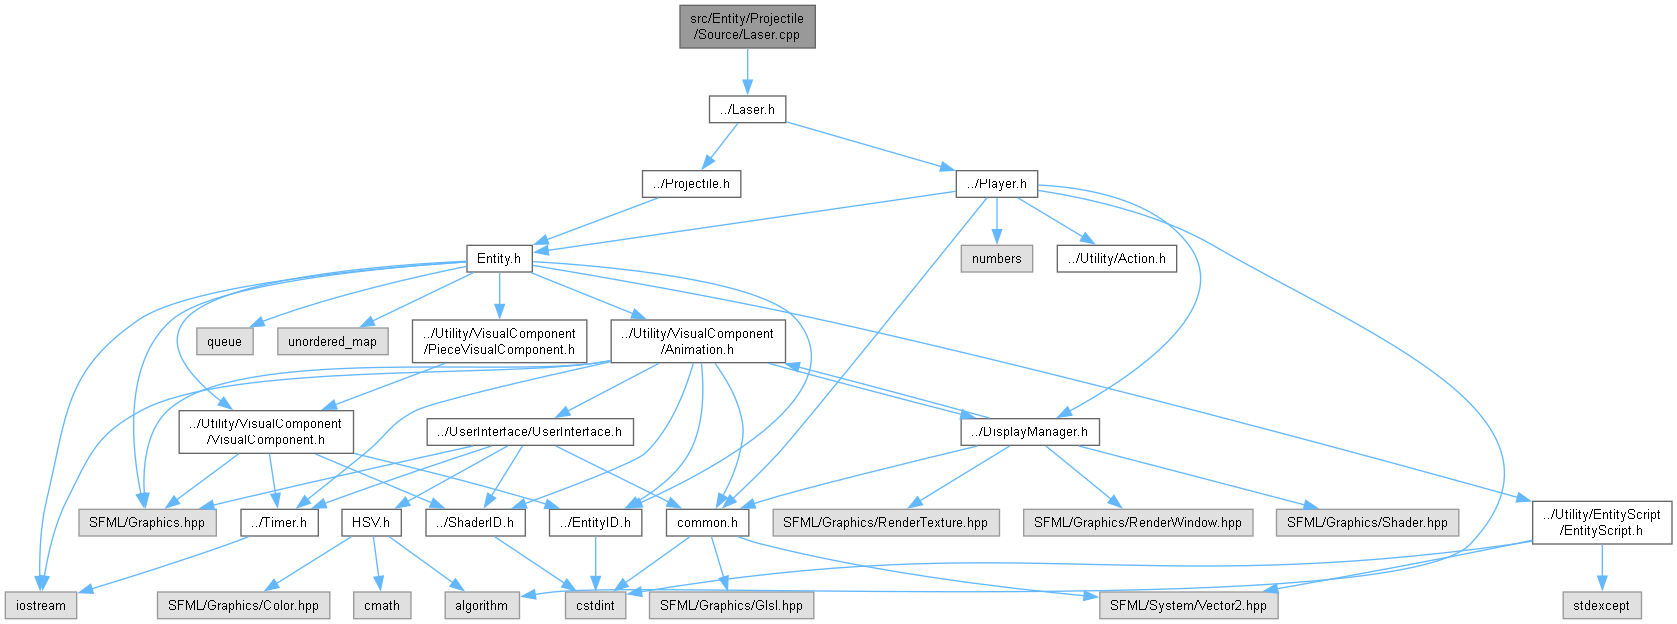 src/Entity/Projectile
/Source/Laser.cpp
../Laser.h
../Projectile.h
../Player.h
Entity.h
numbers
../Utility/Action.h
queue
unordered_map
../Utility/VisualComponent
/PieceVisualComponent.h
../Utility/VisualComponent
/Animation.h
../Utility/VisualComponent
/VisualComponent.h
../UserInterface/UserInterface.h
../DisplayManager.h
SFML/Graphics.hpp
../Timer.h
HSV.h
../ShaderID.h
../EntityID.h
common.h
SFML/Graphics/RenderTexture.hpp
SFML/Graphics/RenderWindow.hpp
SFML/Graphics/Shader.hpp
../Utility/EntityScript
/EntityScript.h
iostream
SFML/Graphics/Color.hpp
cmath
algorithm
cstdint
SFML/Graphics/Glsl.hpp
SFML/System/Vector2.hpp
stdexcept